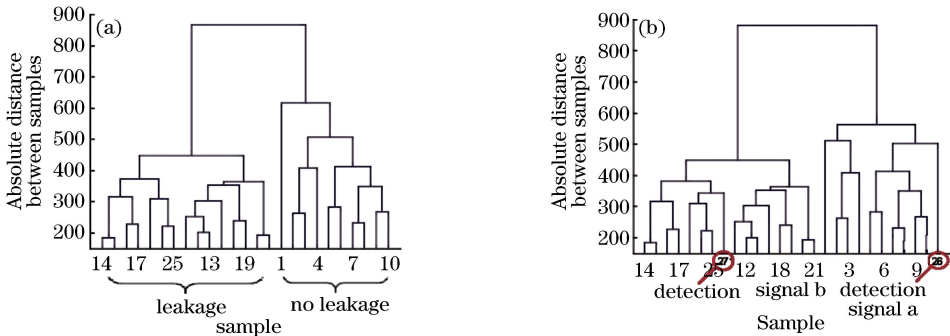 (a)
Absolute distance
between samples
900
800
700
600
500
400
300
200
14 17 25 13 19 1 4 7 10
leakage no leakage
sample
(b)
Absolute distance
between samples
900
800
700
600
500
400
300
200
14 17 25 27 12 18 21 3 6 9 26
detection signal b detection
signal a
Sample